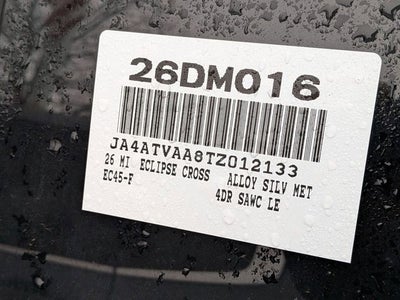 26DM016
JA4ATVAA8TZ012133
26 MI ECLIPSE CROSS ALLOY SILV MET
EC45-F 4DR SAWC LE